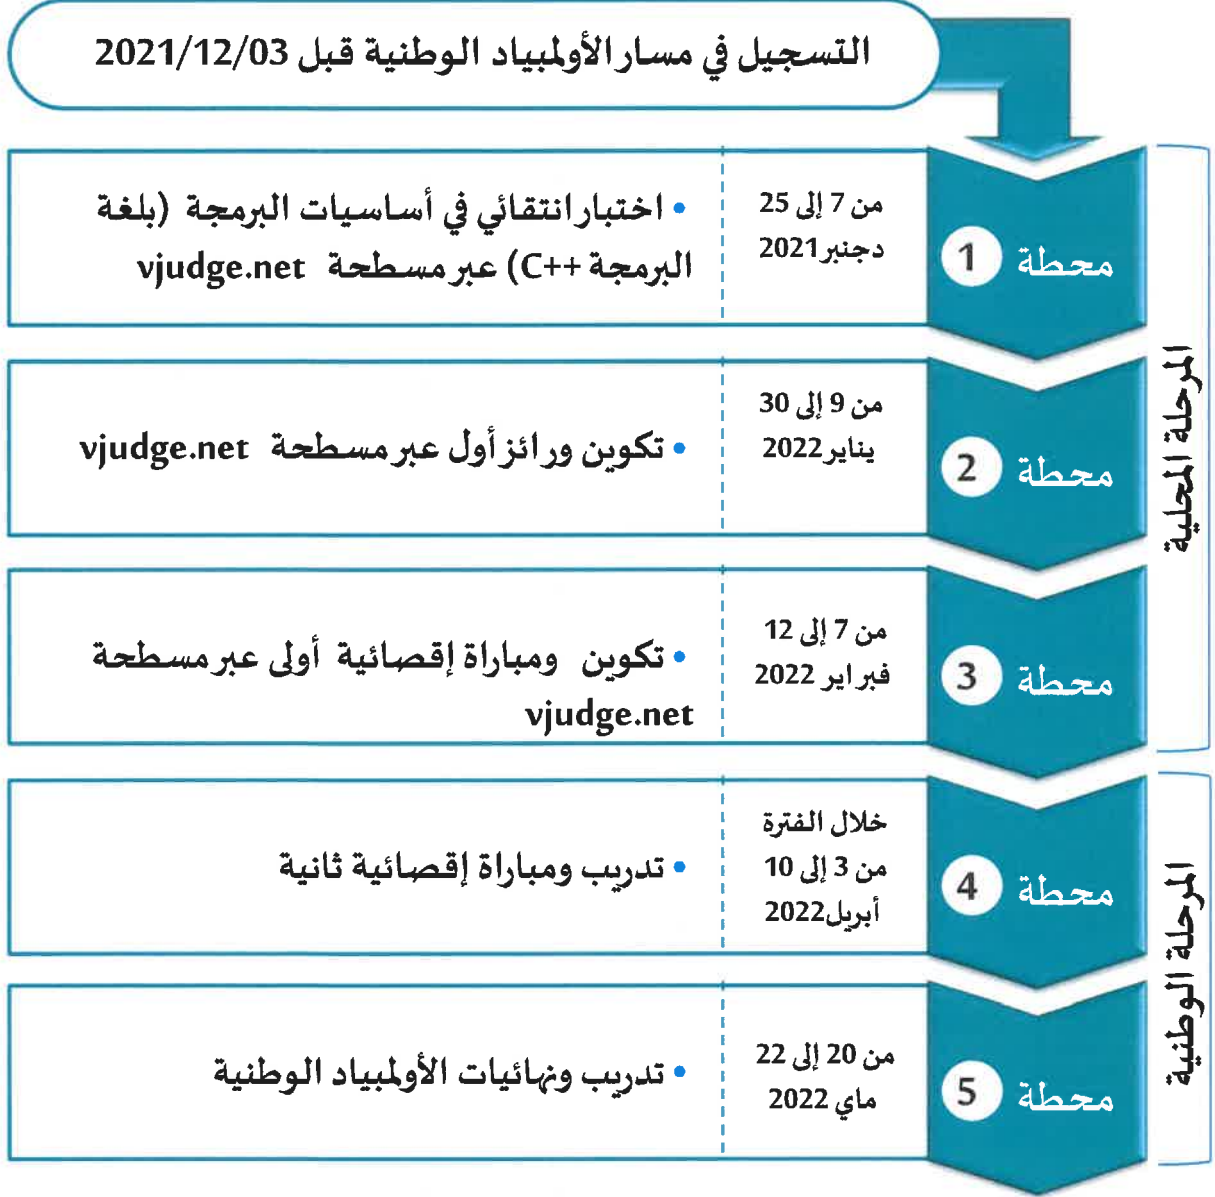 التسجيل في مسار الأولمبياد الوطنية قبل 2021/12/03
المرحلة المحلية
محطة 1
من 7 إلى 25
دجنبر 2021
• اختبار انتقائي في أساسيات البرمجة (بلغة
البرمجة C++) عبر مسطحة vjudge.net
محطة 2
من 9 إلى 30
يناير 2022
• تكوين ورائز أول عبر مسطحة vjudge.net
محطة 3
من 7 إلى 12
فبراير 2022
• تكوين ومباراة إقصائية أولى عبر مسطحة
vjudge.net
المرحلة الوطنية
محطة 4
خلال الفترة
من 3 إلى 10
أبريل 2022
• تدريب ومباراة إقصائية ثانية
محطة 5
من 20 إلى 22
ماي 2022
• تدريب ونهائيات الأولمبياد الوطنية